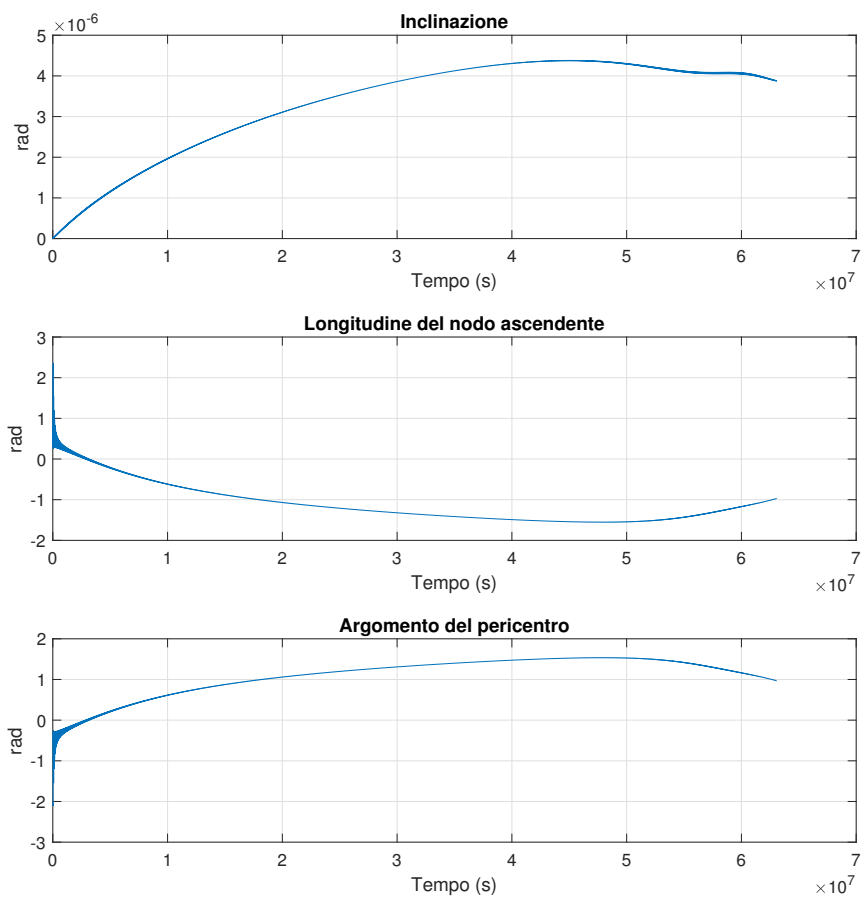 ×10^-6
Inclinazione
5
4
3
2
1
0
rad
0 1 2 3 4 5 6 7
Tempo (s)
×10^7
Longitudine del nodo ascendente
3
2
1
0
-1
-2
rad
0 1 2 3 4 5 6 7
Tempo (s)
×10^7
Argomento del pericentro
2
1
0
-1
-2
-3
rad
0 1 2 3 4 5 6 7
Tempo (s)
×10^7